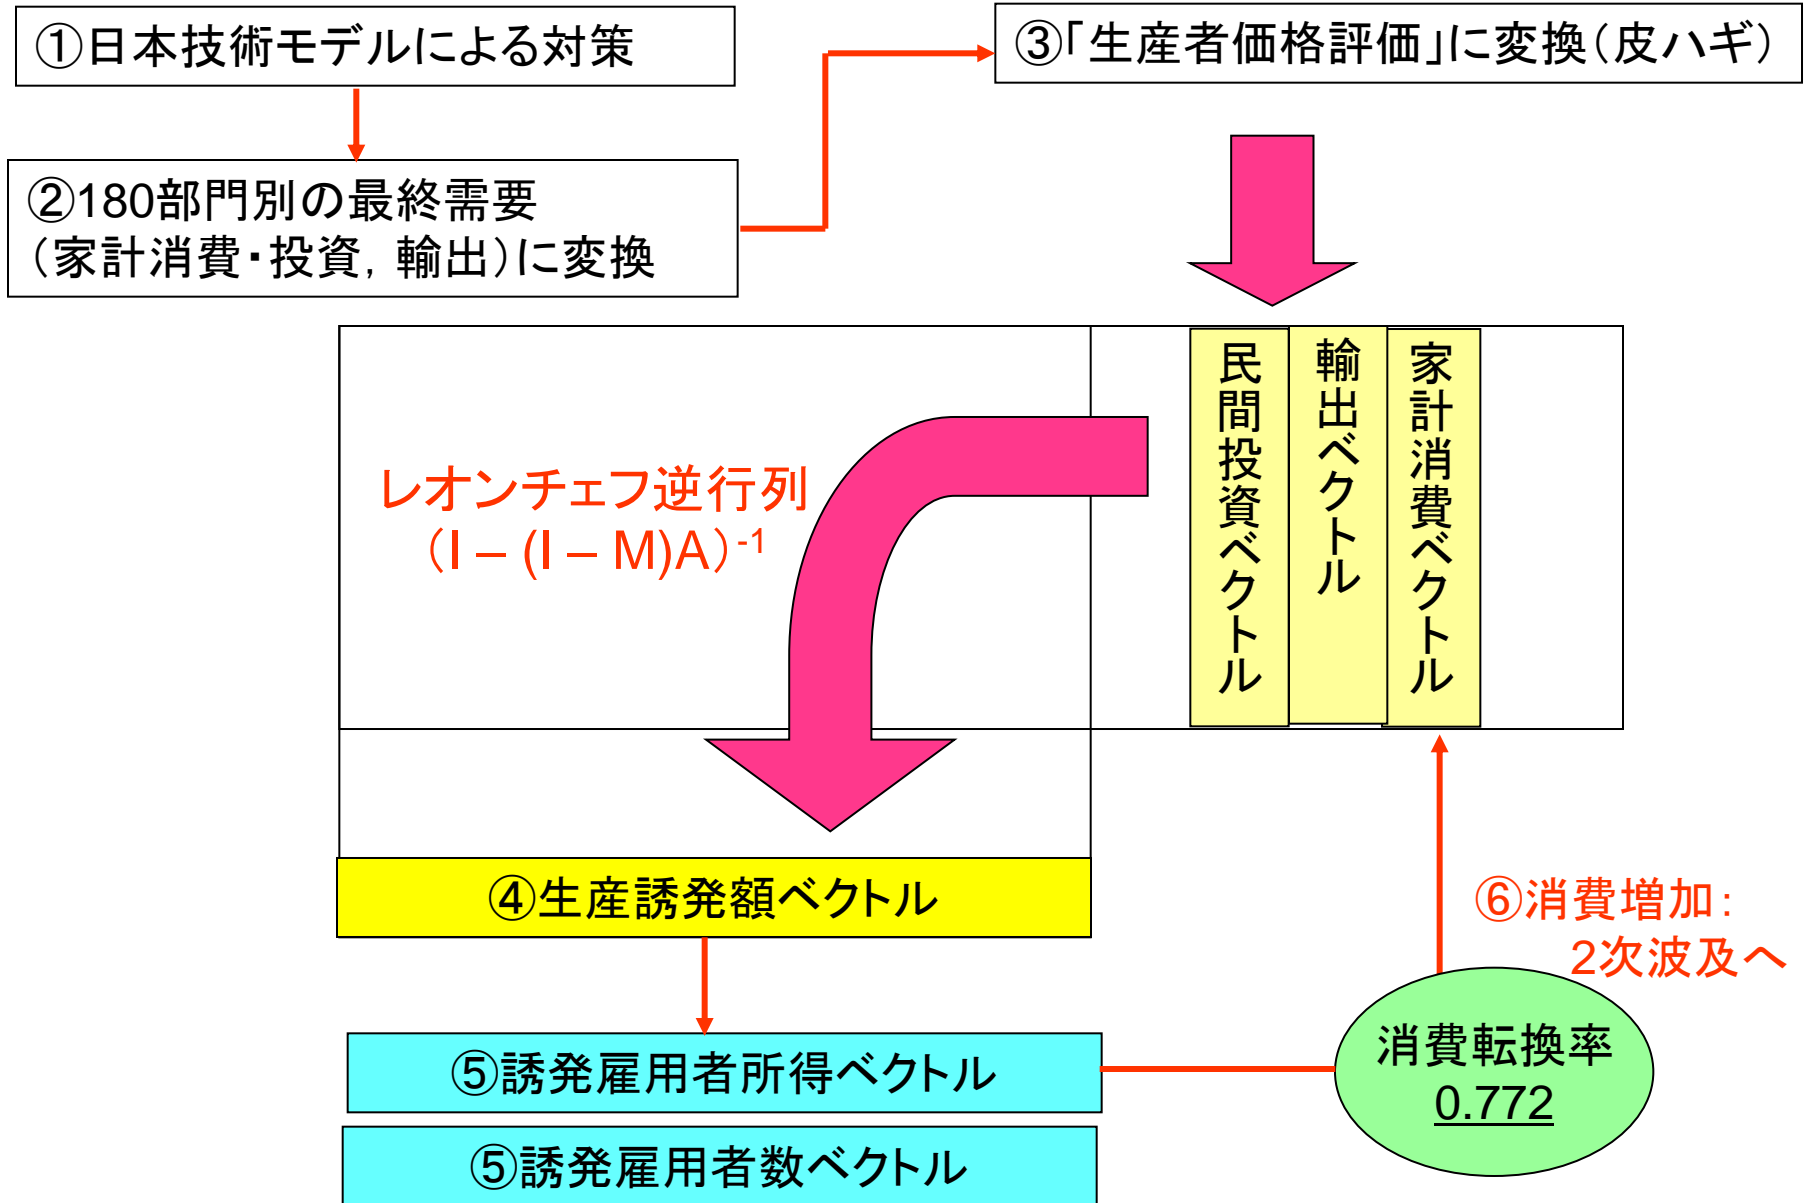 ①日本技術モデルによる対策
③「生産者価格評価」に変換(皮ハギ)
②180部門別の最終需要
(家計消費・投資, 輸出)に変換
民間投資ベクトル
輸出ベクトル
家計消費ベクトル
レオンチェフ逆行列
(I – (I – M)A)-1
④生産誘発額ベクトル
⑥消費増加:
2次波及へ
消費転換率
0.772
⑤誘発雇用者所得ベクトル
⑤誘発雇用者数ベクトル